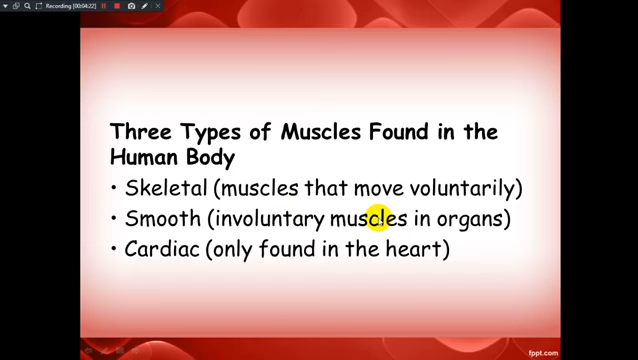 Recording [00:04:22]
Three Types of Muscles Found in the
Human Body
• Skeletal (muscles that move voluntarily)
• Smooth (involuntary muscles in organs)
• Cardiac (only found in the heart)
fppt.com